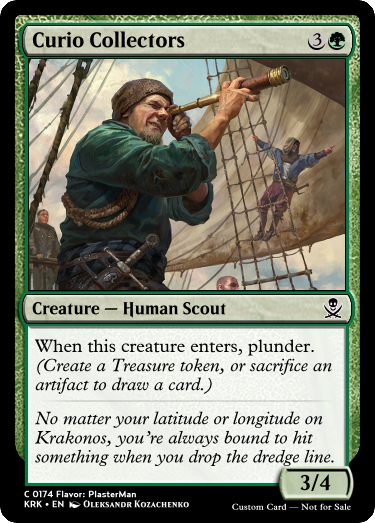 Curio Collectors 3
Creature — Human Scout
When this creature enters, plunder.
(Create a Treasure token, or sacrifice an
artifact to draw a card.)
No matter your latitude or longitude on
Krakonos, you're always bound to hit
something when you drop the dredge line.
3/4
C 0174 Flavor: PlasterMan
KRK • EN Oleksandr Kozachenko
Custom Card — Not for Sale